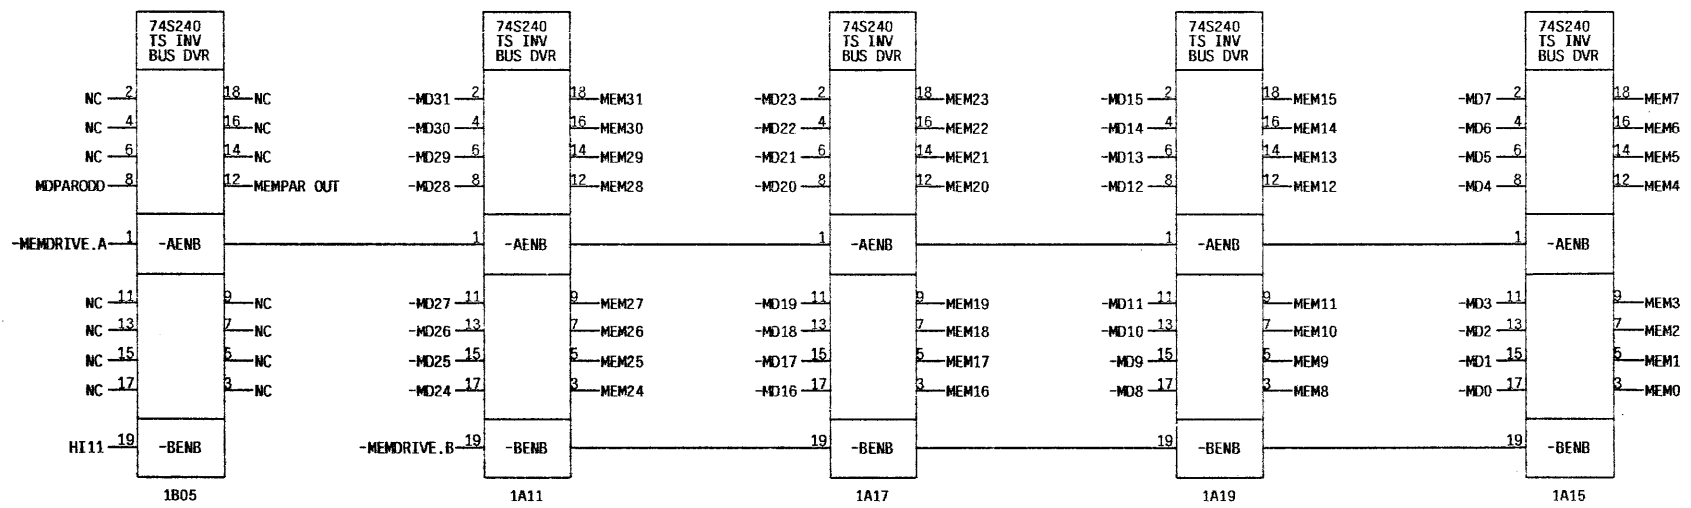 74S240 74S240 74S240 74S240 74S240
TS INV TS INV TS INV TS INV TS INV
BUS DVR BUS DVR BUS DVR BUS DVR BUS DVR
NC 2 18 NC -MD31 2 18 MEM31 -MD23 2 18 MEM23 -MD15 2 18 MEM15 -MD7 2 18 MEM7
NC 4 16 NC -MD30 4 16 MEM30 -MD22 4 16 MEM22 -MD14 4 16 MEM14 -MD6 4 16 MEM6
NC 6 14 NC -MD29 6 14 MEM29 -MD21 6 14 MEM21 -MD13 6 14 MEM13 -MD5 6 14 MEM5
MDPARODD 8 12 MEMPAR OUT -MD28 8 12 MEM28 -MD20 8 12 MEM20 -MD12 8 12 MEM12 -MD4 8 12 MEM4
-MEMDRIVE.A 1 -AENB 1 -AENB 1 -AENB 1 -AENB 1 -AENB
NC 11 9 NC -MD27 11 9 MEM27 -MD19 11 9 MEM19 -MD11 11 9 MEM11 -MD3 11 9 MEM3
NC 13 7 NC -MD26 13 7 MEM26 -MD18 13 7 MEM18 -MD10 13 7 MEM10 -MD2 13 7 MEM2
NC 15 5 NC -MD25 15 5 MEM25 -MD17 15 5 MEM17 -MD9 15 5 MEM9 -MD1 15 5 MEM1
NC 17 3 NC -MD24 17 3 MEM24 -MD16 17 3 MEM16 -MD8 17 3 MEM8 -MD0 17 3 MEM0
HI11 19 -BENB -MEMDRIVE.B 19 -BENB 19 -BENB 19 -BENB 19 -BENB
1B05 1A11 1A17 1A19 1A15